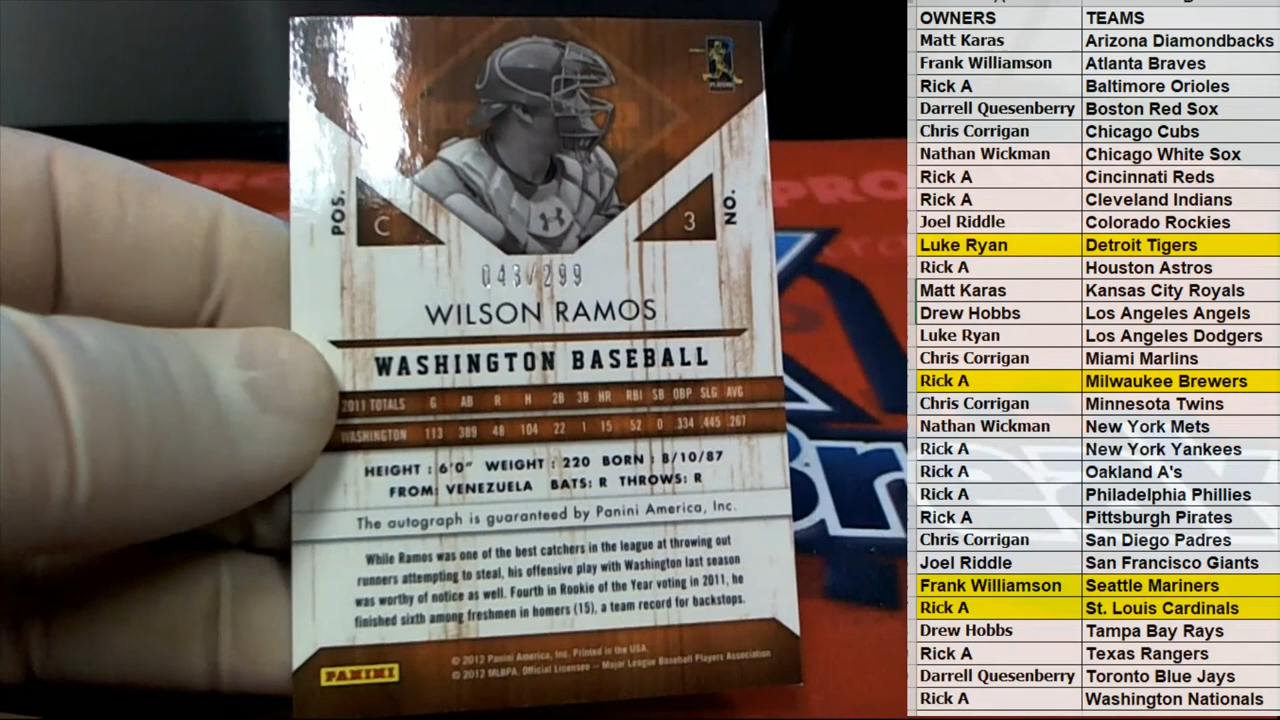 POS.
C
3
NO.
043/299
WILSON RAMOS
WASHINGTON BASEBALL
2011 TOTALS G AB R H 2B 3B HR RBI SB OBP SLG AVG
WASHINGTON 113 389 48 104 22 1 15 52 0 .334 .445 .267
HEIGHT : 6'0" WEIGHT : 220 BORN : 8/10/87
FROM: VENEZUELA BATS: R THROWS: R
The autograph is guaranteed by Panini America, Inc.
While Ramos was one of the best catchers in the league at throwing out
runners attempting to steal, his offensive play with Washington last season
was worthy of notice as well. Fourth in Rookie of the Year voting in 2011, he
finished sixth among freshmen in homers (15), a team record for backstops.
PANINI
© 2012 Panini America, Inc. Printed in the USA.
© 2012 MLBPA. Official Licensee – Major League Baseball Players Association
PRO
OWNERS TEAMS
Matt Karas Arizona Diamondbacks
Frank Williamson Atlanta Braves
Rick A Baltimore Orioles
Darrell Quesenberry Boston Red Sox
Chris Corrigan Chicago Cubs
Nathan Wickman Chicago White Sox
Rick A Cincinnati Reds
Rick A Cleveland Indians
Joel Riddle Colorado Rockies
Luke Ryan Detroit Tigers
Rick A Houston Astros
Matt Karas Kansas City Royals
Drew Hobbs Los Angeles Angels
Luke Ryan Los Angeles Dodgers
Chris Corrigan Miami Marlins
Rick A Milwaukee Brewers
Chris Corrigan Minnesota Twins
Nathan Wickman New York Mets
Rick A New York Yankees
Rick A Oakland A's
Rick A Philadelphia Phillies
Rick A Pittsburgh Pirates
Chris Corrigan San Diego Padres
Joel Riddle San Francisco Giants
Frank Williamson Seattle Mariners
Rick A St. Louis Cardinals
Drew Hobbs Tampa Bay Rays
Rick A Texas Rangers
Darrell Quesenberry Toronto Blue Jays
Rick A Washington Nationals